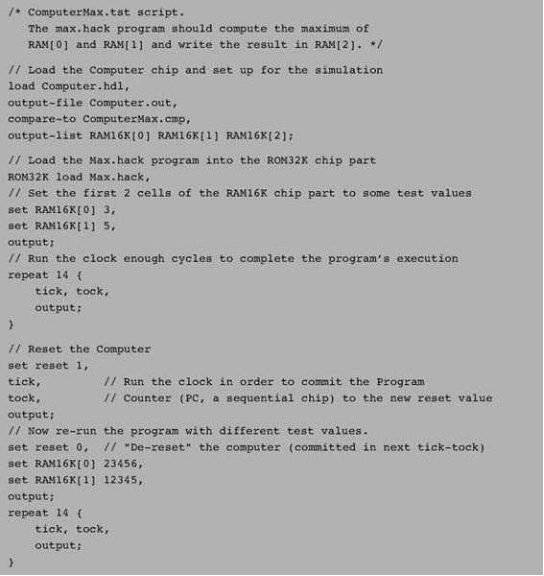 /* ComputerMax.tst script.
   The max.hack program should compute the maximum of
   RAM[0] and RAM[1] and write the result in RAM[2]. */
// Load the Computer chip and set up for the simulation
load Computer.hdl,
output-file Computer.out,
compare-to ComputerMax.cmp,
output-list RAM16K[0] RAM16K[1] RAM16K[2];
// Load the Max.hack program into the ROM32K chip part
ROM32K load Max.hack,
// Set the first 2 cells of the RAM16K chip part to some test values
set RAM16K[0] 3,
set RAM16K[1] 5,
output;
// Run the clock enough cycles to complete the program's execution
repeat 14 {
    tick, tock,
    output;
}
// Reset the Computer
set reset 1,
tick,         // Run the clock in order to commit the Program
tock,         // Counter (PC, a sequential chip) to the new reset value
output;
// Now re-run the program with different test values.
set reset 0,  // "De-reset" the computer (committed in next tick-tock)
set RAM16K[0] 23456,
set RAM16K[1] 12345,
output;
repeat 14 {
    tick, tock,
    output;
}